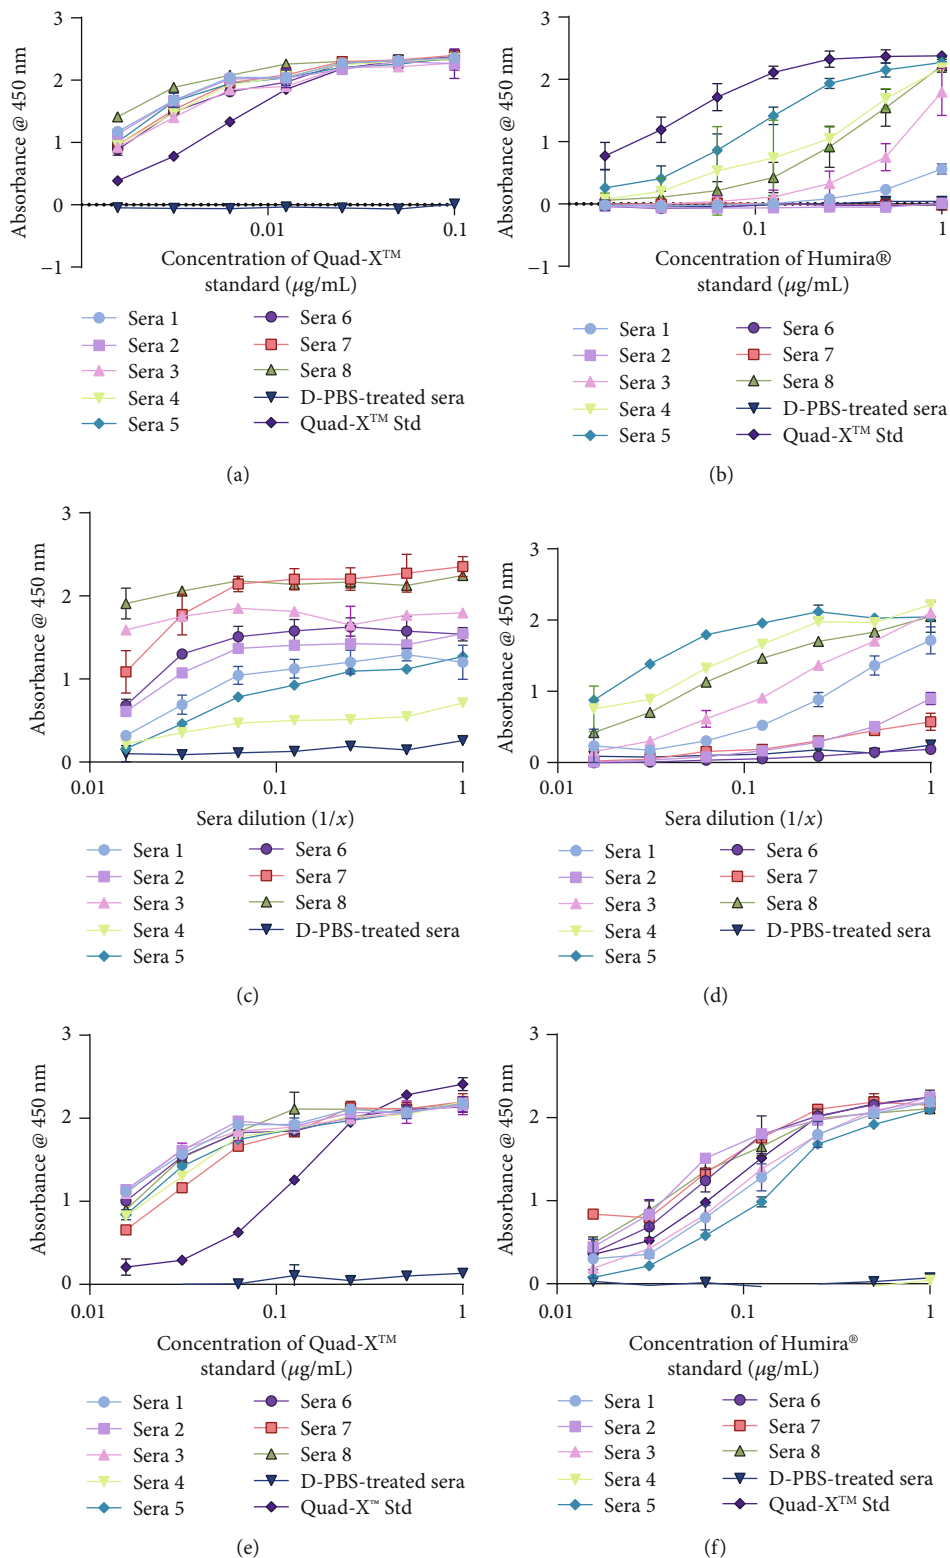 3
2
1
0
−1
Absorbance @ 450 nm
0.01
0.1
Concentration of Quad-X™
standard (μg/mL)
Sera 1
Sera 2
Sera 3
Sera 4
Sera 5
Sera 6
Sera 7
Sera 8
D-PBS-treated sera
Quad-X™ Std
(a)
3
2
1
0
−1
Absorbance @ 450 nm
0.1
1
Concentration of Humira®
standard (μg/mL)
Sera 1
Sera 2
Sera 3
Sera 4
Sera 5
Sera 6
Sera 7
Sera 8
D-PBS-treated sera
Quad-X™ Std
(b)
3
2
1
0
Absorbance @ 450 nm
0.01
0.1
1
Sera dilution (1/x)
Sera 1
Sera 2
Sera 3
Sera 4
Sera 5
Sera 6
Sera 7
Sera 8
D-PBS-treated sera
(c)
3
2
1
0
Absorbance @ 450 nm
0.01
0.1
1
Sera dilution (1/x)
Sera 1
Sera 2
Sera 3
Sera 4
Sera 5
Sera 6
Sera 7
Sera 8
D-PBS-treated sera
(d)
3
2
1
0
Absorbance @ 450 nm
0.01
0.1
1
Concentration of Quad-X™
standard (μg/mL)
Sera 1
Sera 2
Sera 3
Sera 4
Sera 5
Sera 6
Sera 7
Sera 8
D-PBS-treated sera
Quad-X™ Std
(e)
3
2
1
0
Absorbance @ 450 nm
0.01
0.1
1
Concentration of Humira®
standard (μg/mL)
Sera 1
Sera 2
Sera 3
Sera 4
Sera 5
Sera 6
Sera 7
Sera 8
D-PBS-treated sera
Quad-X™ Std
(f)